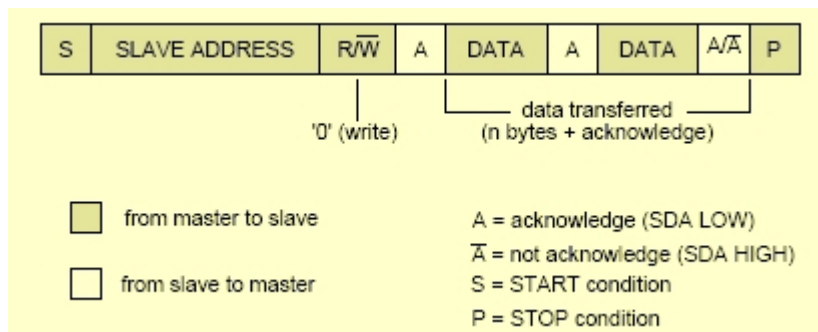 S SLAVE ADDRESS R/W̅ A DATA A DATA A/A̅ P
data transferred
'0' (write) (n bytes + acknowledge)
from master to slave
from slave to master
A = acknowledge (SDA LOW)
A̅ = not acknowledge (SDA HIGH)
S = START condition
P = STOP condition